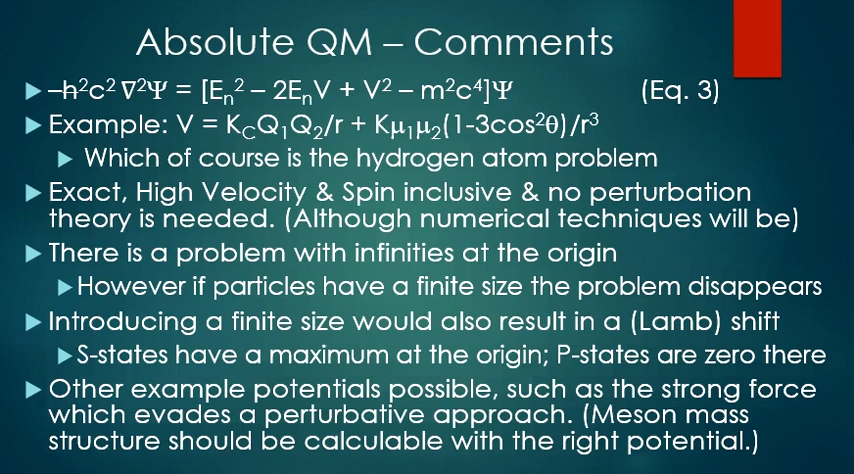 Absolute QM – Comments
–ħ²c² ∇²Ψ = [Eₙ² – 2EₙV + V² – m²c⁴]Ψ (Eq. 3)
Example: V = K_CQ₁Q₂/r + Kμ₁μ₂(1-3cos²θ)/r³
Which of course is the hydrogen atom problem
Exact, High Velocity & Spin inclusive & no perturbation
theory is needed. (Although numerical techniques will be)
There is a problem with infinities at the origin
However if particles have a finite size the problem disappears
Introducing a finite size would also result in a (Lamb) shift
S-states have a maximum at the origin; P-states are zero there
Other example potentials possible, such as the strong force
which evades a perturbative approach. (Meson mass
structure should be calculable with the right potential.)